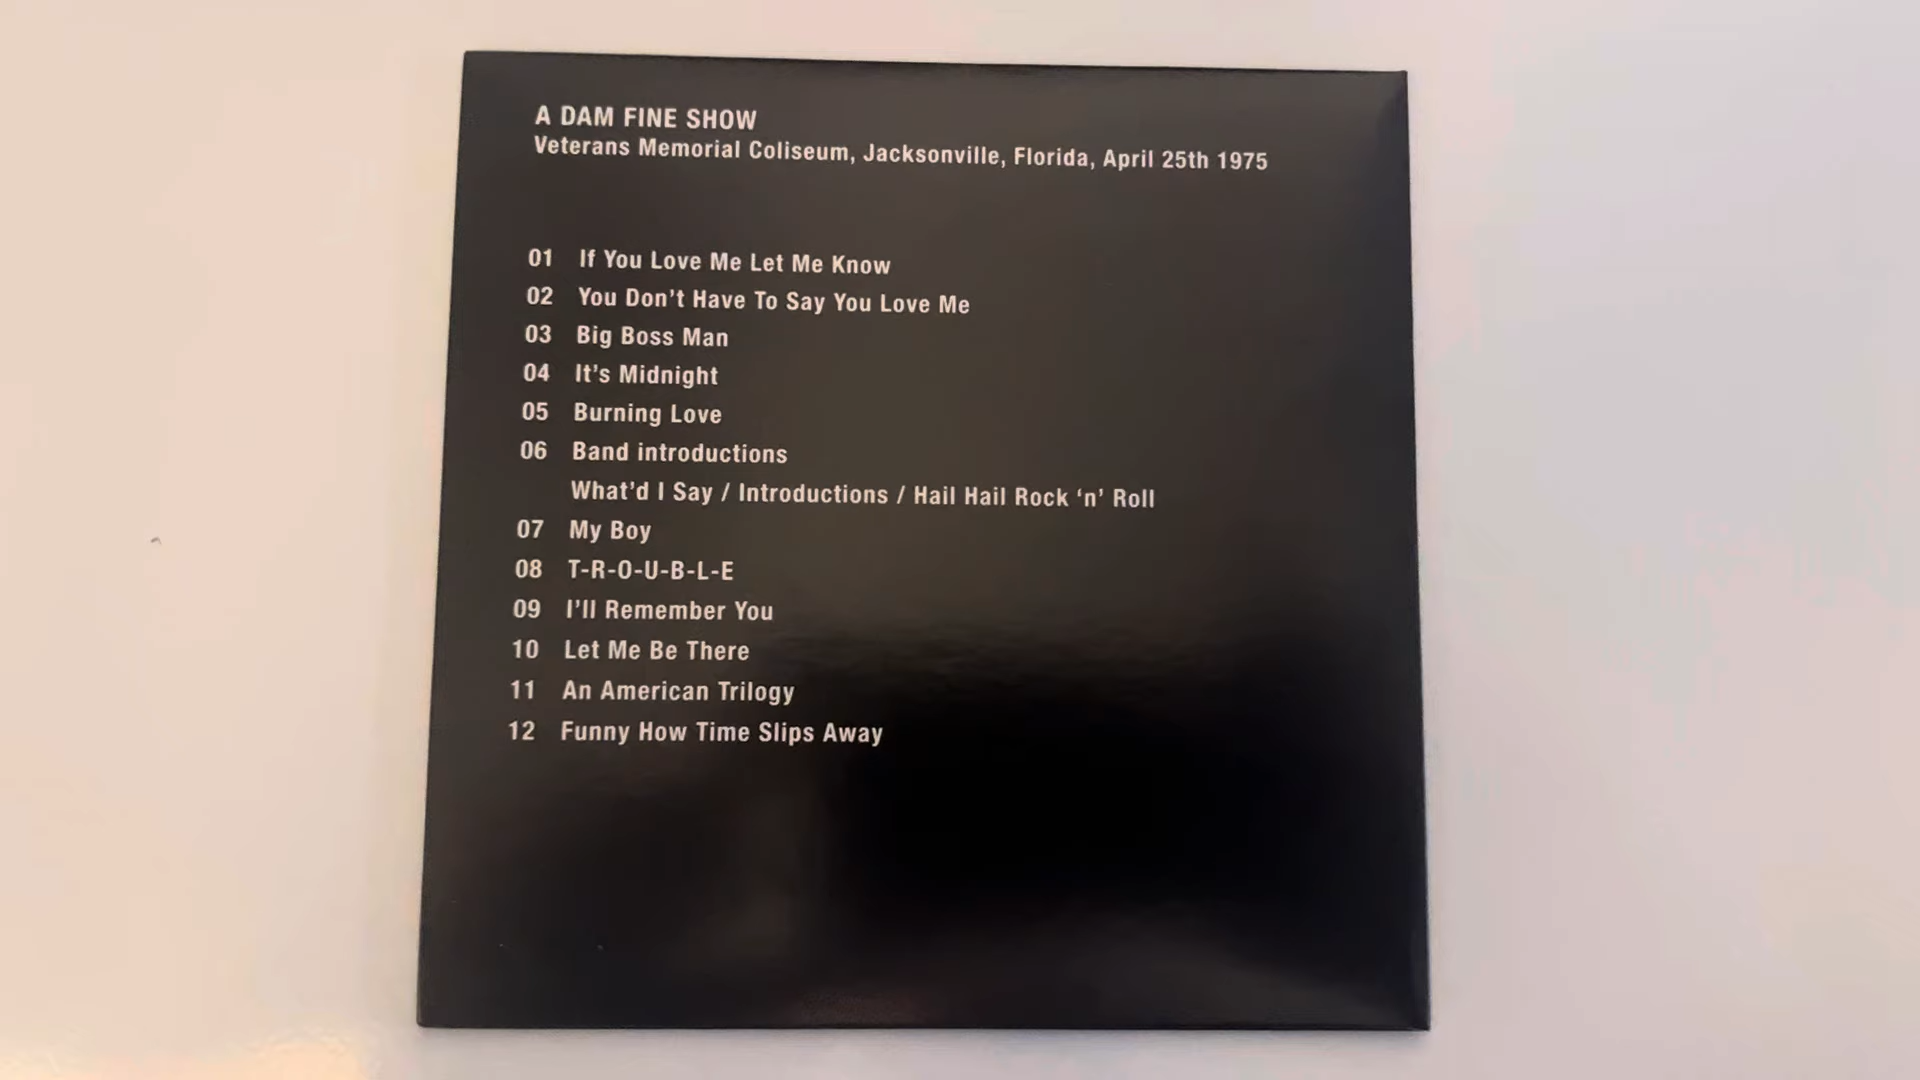 A DAM FINE SHOW
Veterans Memorial Coliseum, Jacksonville, Florida, April 25th 1975
01 If You Love Me Let Me Know
02 You Don't Have To Say You Love Me
03 Big Boss Man
04 It's Midnight
05 Burning Love
06 Band introductions
What'd I Say / Introductions / Hail Hail Rock ‘n’ Roll
07 My Boy
08 T-R-O-U-B-L-E
09 I'll Remember You
10 Let Me Be There
11 An American Trilogy
12 Funny How Time Slips Away